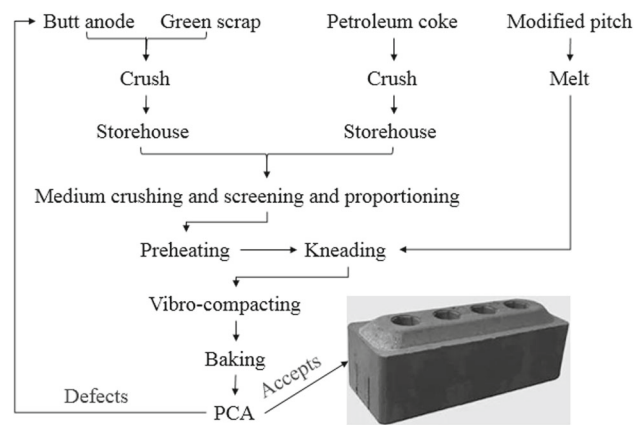 Butt anode Green scrap Petroleum coke Modified pitch
Crush Crush Melt
Storehouse Storehouse
Medium crushing and screening and proportioning
Preheating Kneading
Vibro-compacting
Baking
Accepts
Defects
PCA